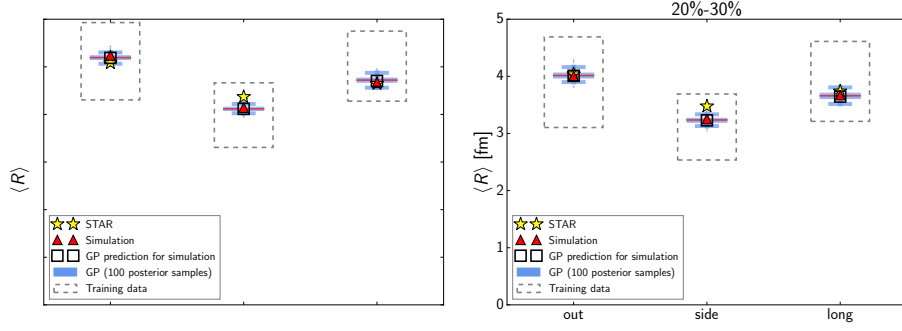 ⟨R⟩
STAR
Simulation
GP prediction for simulation
GP (100 posterior samples)
Training data
20%-30%
⟨R⟩ [fm]
5
4
3
2
1
0
STAR
Simulation
GP prediction for simulation
GP (100 posterior samples)
Training data
out side long